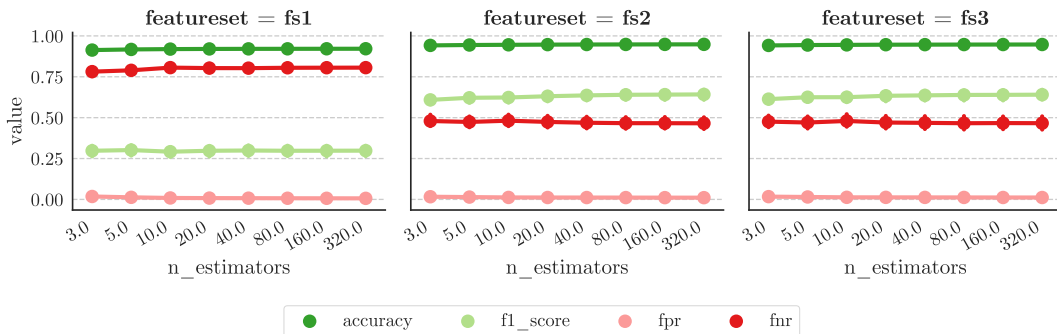 featureset = fs1
featureset = fs2
featureset = fs3
1.00
0.75
0.50
0.25
0.00
value
3.0 5.0 10.0 20.0 40.0 80.0 160.0 320.0
3.0 5.0 10.0 20.0 40.0 80.0 160.0 320.0
3.0 5.0 10.0 20.0 40.0 80.0 160.0 320.0
n_estimators
n_estimators
n_estimators
accuracy f1_score fpr fnr